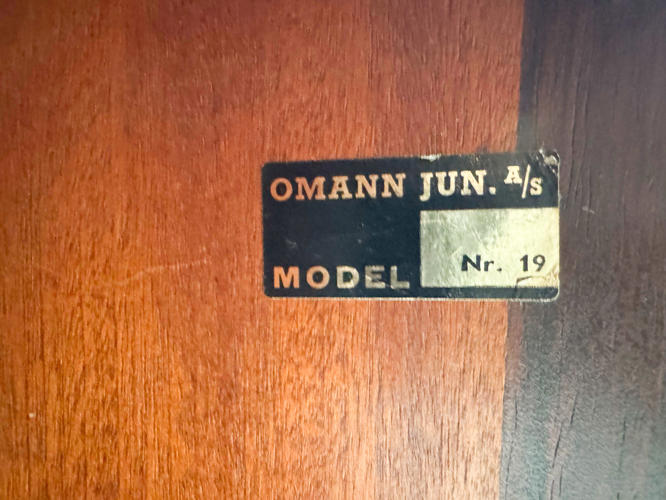 OMANN JUN. A/S
MODEL Nr. 19